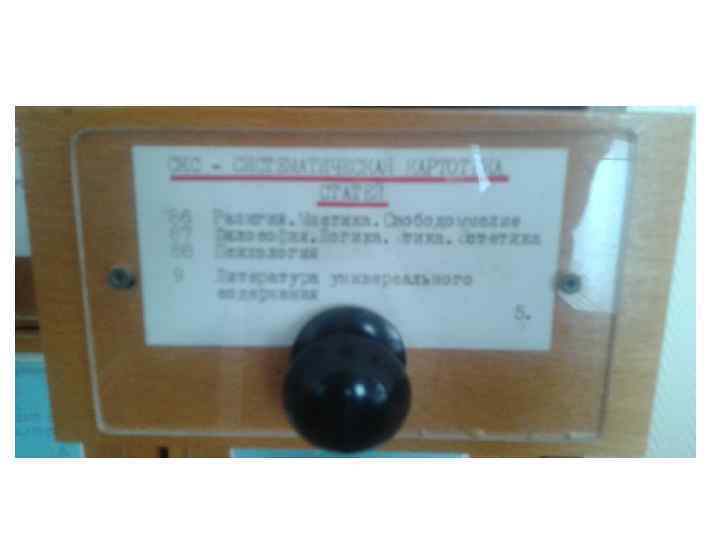 СКС - СИСТЕМАТИЧЕСКАЯ КАРТОТЕКА
СТАТЕЙ
86 Религия. Мистика. Свободомыслие
87 Философия. Логика. Этика. Эстетика
88 Психология
9 Литература универсального
содержания
5.